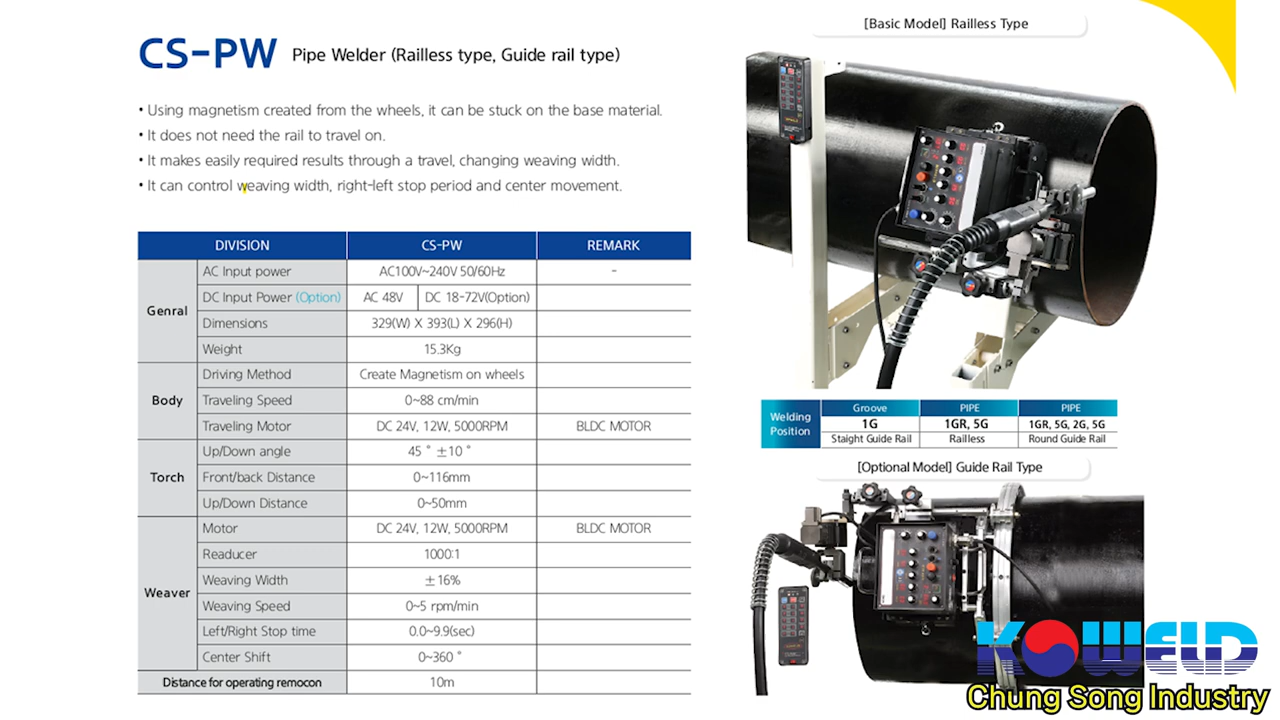 [Basic Model] Railless Type
CS-PW Pipe Welder (Railless type, Guide rail type)
• Using magnetism created from the wheels, it can be stuck on the base material.
• It does not need the rail to travel on.
• It makes easily required results through a travel, changing weaving width.
• It can control weaving width, right-left stop period and center movement.
DIVISION CS-PW REMARK
Genral
AC Input power AC100V~240V 50/60Hz -
DC Input Power (Option) AC 48V DC 18-72V(Option)
Dimensions 329(W) X 393(L) X 296(H)
Weight 15.3Kg
Body
Driving Method Create Magnetism on wheels
Traveling Speed 0~88 cm/min
Traveling Motor DC 24V, 12W, 5000RPM BLDC MOTOR
Torch
Up/Down angle 45 ° ±10 °
Front/back Distance 0~116mm
Up/Down Distance 0~50mm
Weaver
Motor DC 24V, 12W, 5000RPM BLDC MOTOR
Readucer 1000:1
Weaving Width ±16%
Weaving Speed 0~5 rpm/min
Left/Right Stop time 0.0~9.9(sec)
Center Shift 0~360 °
Distance for operating remocon 10m
Welding Position
Groove PIPE PIPE
1G 1GR, 5G 1GR, 5G, 2G, 5G
Staight Guide Rail Railless Round Guide Rail
[Optional Model] Guide Rail Type
KOWELD
Chung Song Industry